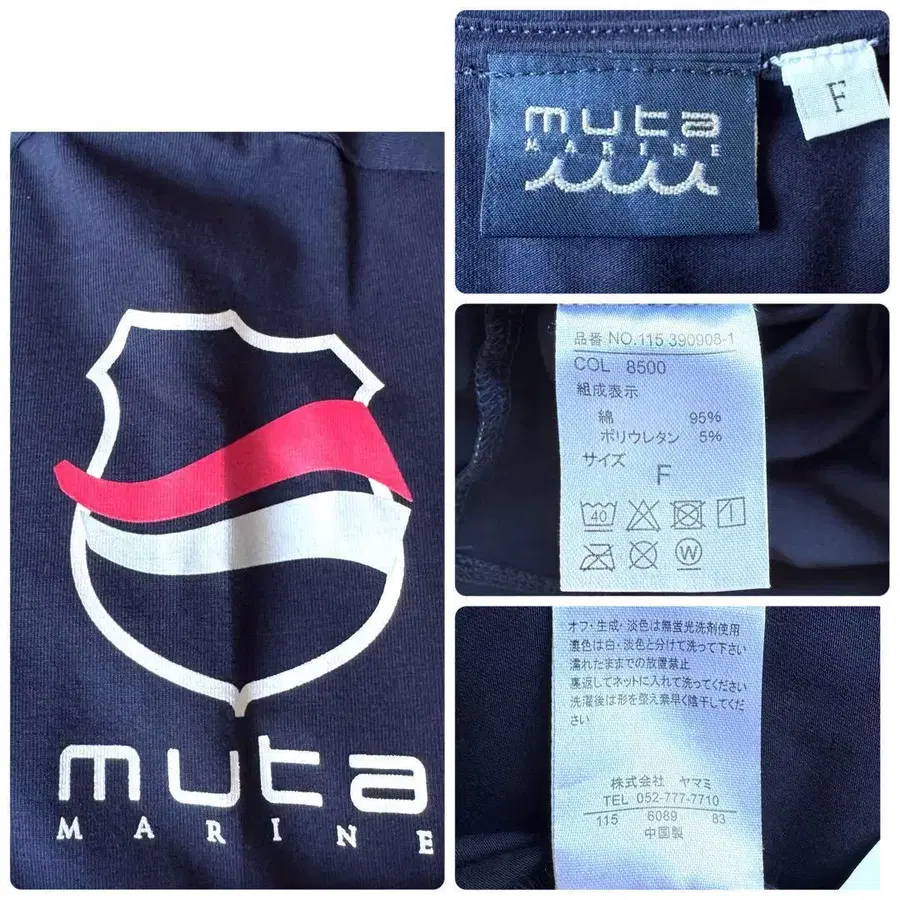 muta
MARINE
muta
MARINE
F
品番 NO.115 390908-1
COL 8500
組成表示
綿 95%
ポリウレタン 5%
サイズ
F
40
W
オフ・生成・淡色は無蛍光洗剤使用
濃色は白・淡色と分けて洗って下さい
濡れたままでの放置禁止
裏返してネットに入れて洗ってください
洗濯後は形を整え素早く陰干してくだ
さい
株式会社 ヤマミ
TEL 052-777-7710
115 6089 83
中国製